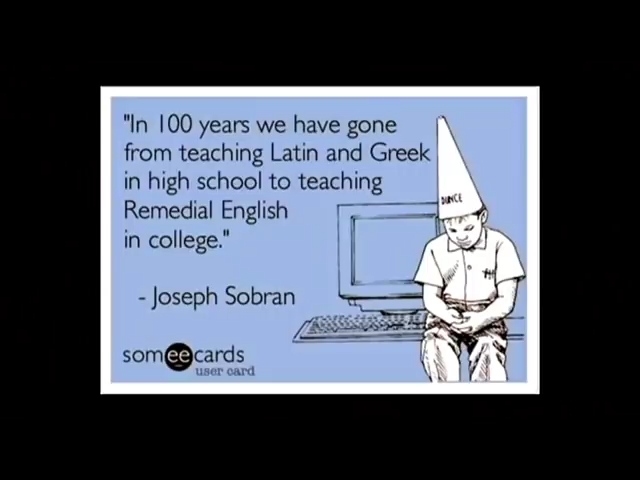 "In 100 years we have gone
from teaching Latin and Greek
in high school to teaching
Remedial English
in college."
- Joseph Sobran
DUNCE
someecards
user card